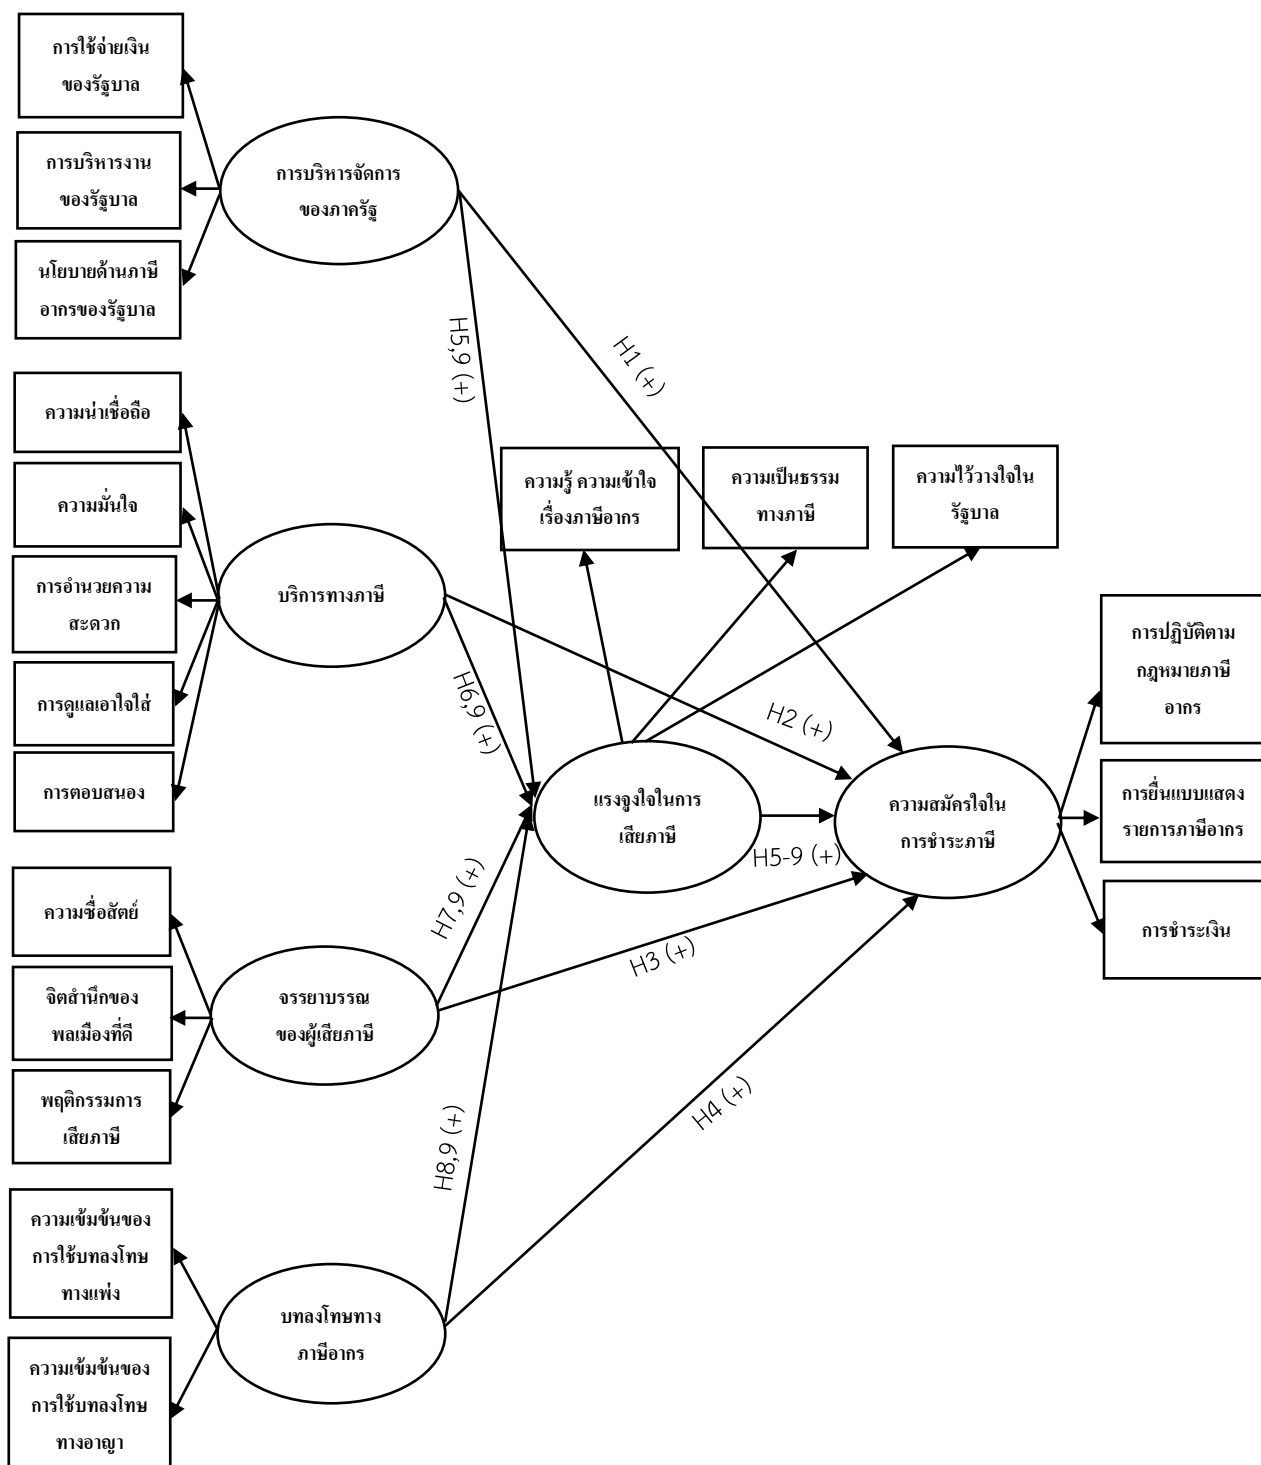 การใช้จ่ายเงิน
ของรัฐบาล
การบริหารงาน
ของรัฐบาล
นโยบายด้านภาษี
อากรของรัฐบาล
การบริหารจัดการ
ของภาครัฐ
H5,9 (+)
H1 (+)
ความน่าเชื่อถือ
ความมั่นใจ
การอำนวยความ
สะดวก
การดูแลเอาใจใส่
การตอบสนอง
บริการทางภาษี
H6,9 (+)
H2 (+)
ความรู้ ความเข้าใจ
เรื่องภาษีอากร
ความเป็นธรรม
ทางภาษี
ความไว้วางใจใน
รัฐบาล
แรงจูงใจในการ
เสียภาษี
H5-9 (+)
ความสมัครใจใน
การชำระภาษี
การปฏิบัติตาม
กฎหมายภาษี
อากร
การยื่นแบบแสดง
รายการภาษีอากร
การชำระเงิน
ความซื่อสัตย์
จิตสำนึกของ
พลเมืองที่ดี
พฤติกรรมการ
เสียภาษี
จรรยาบรรณ
ของผู้เสียภาษี
H7,9 (+)
H3 (+)
ความเข้มข้นของ
การใช้บทลงโทษ
ทางแพ่ง
ความเข้มข้นของ
การใช้บทลงโทษ
ทางอาญา
บทลงโทษทาง
ภาษีอากร
H8,9 (+)
H4 (+)